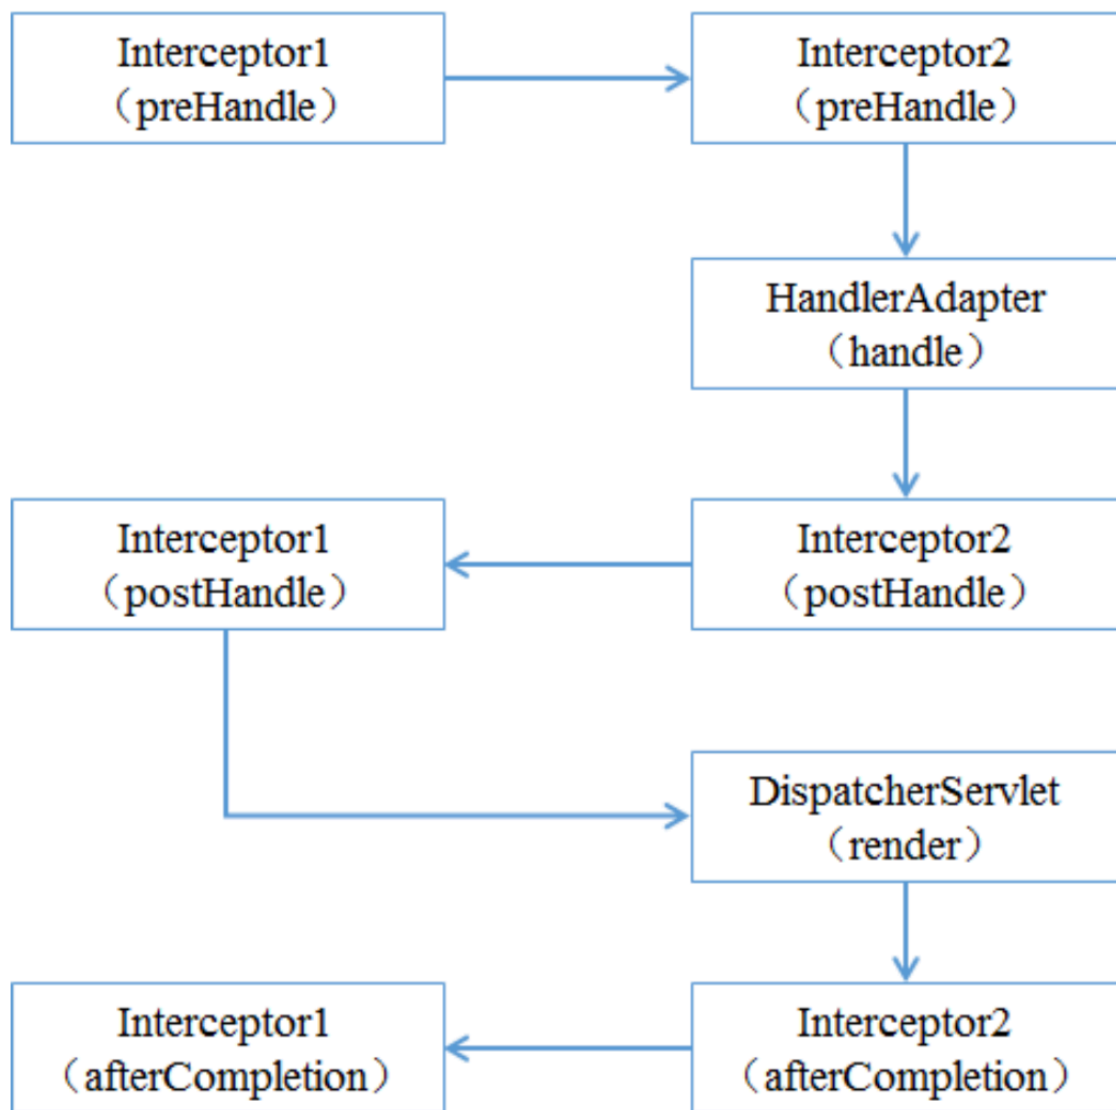 Interceptor1
（preHandle）
Interceptor2
（preHandle）
HandlerAdapter
（handle）
Interceptor1
（postHandle）
Interceptor2
（postHandle）
DispatcherServlet
（render）
Interceptor1
（afterCompletion）
Interceptor2
（afterCompletion）